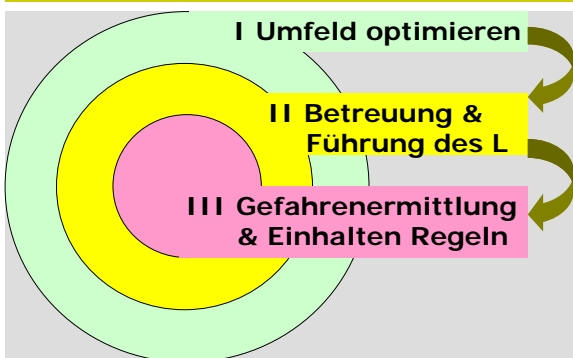 I Umfeld optimieren
II Betreuung &
Führung des L
III Gefahrenermittlung
& Einhalten Regeln